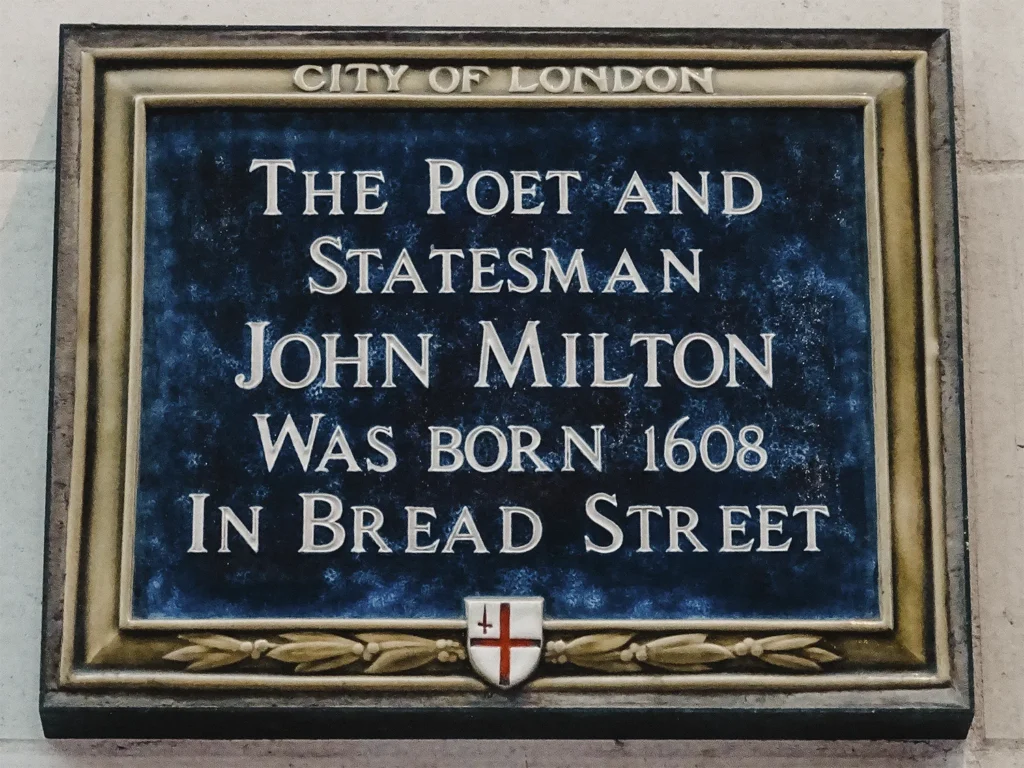 CITY OF LONDON
THE POET AND
STATESMAN
JOHN MILTON
WAS BORN 1608
IN BREAD STREET